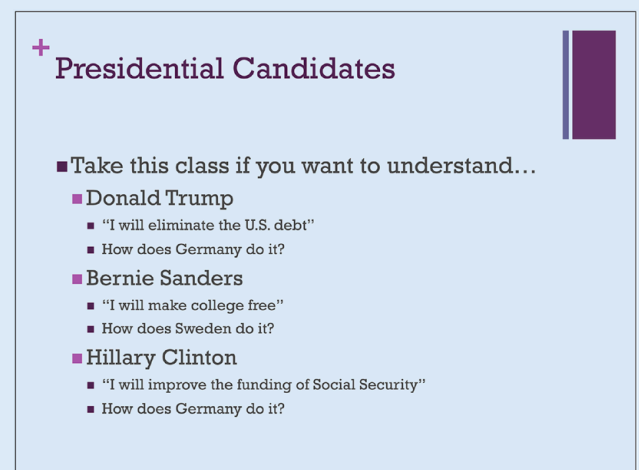 Presidential Candidates
Take this class if you want to understand…
Donald Trump
“I will eliminate the U.S. debt”
How does Germany do it?
Bernie Sanders
“I will make college free”
How does Sweden do it?
Hillary Clinton
“I will improve the funding of Social Security”
How does Germany do it?